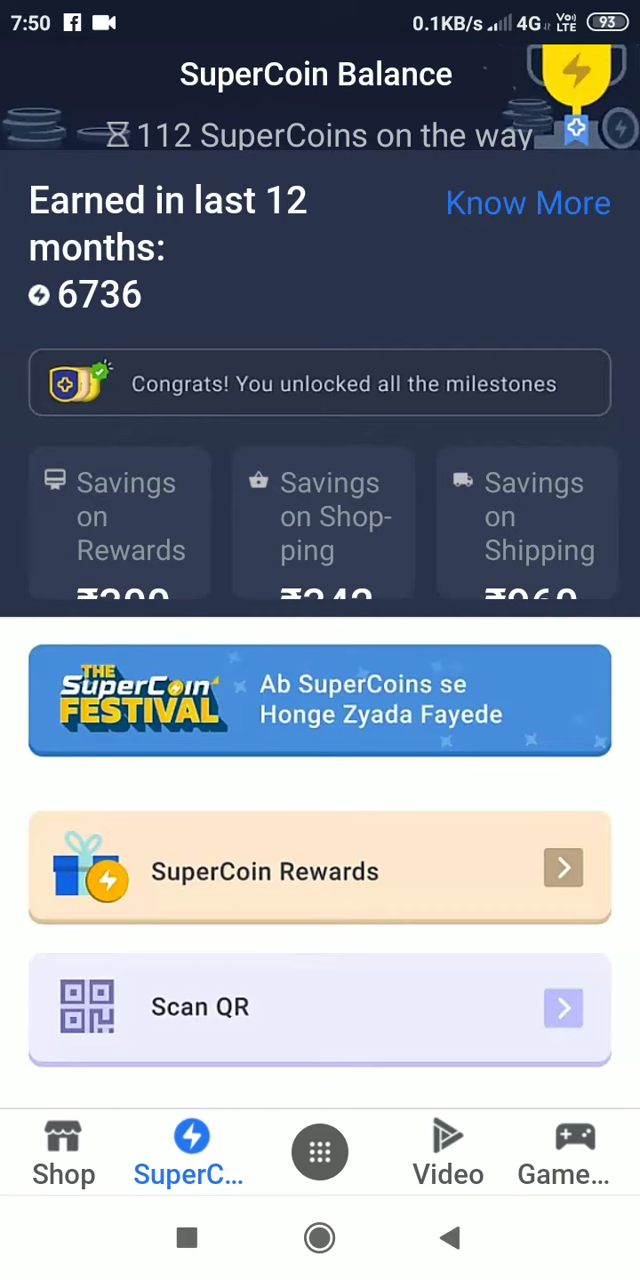 7:50
0.1KB/s 4G Vo)) LTE 93
SuperCoin Balance
112 SuperCoins on the way
Earned in last 12
months:
Know More
6736
Congrats! You unlocked all the milestones
Savings
on
Rewards
Savings
on Shop-
ping
Savings
on
Shipping
THE
SuperCoin
FESTIVAL
Ab SuperCoins se
Honge Zyada Fayede
SuperCoin Rewards
Scan QR
Shop
SuperC...
Video
Game...